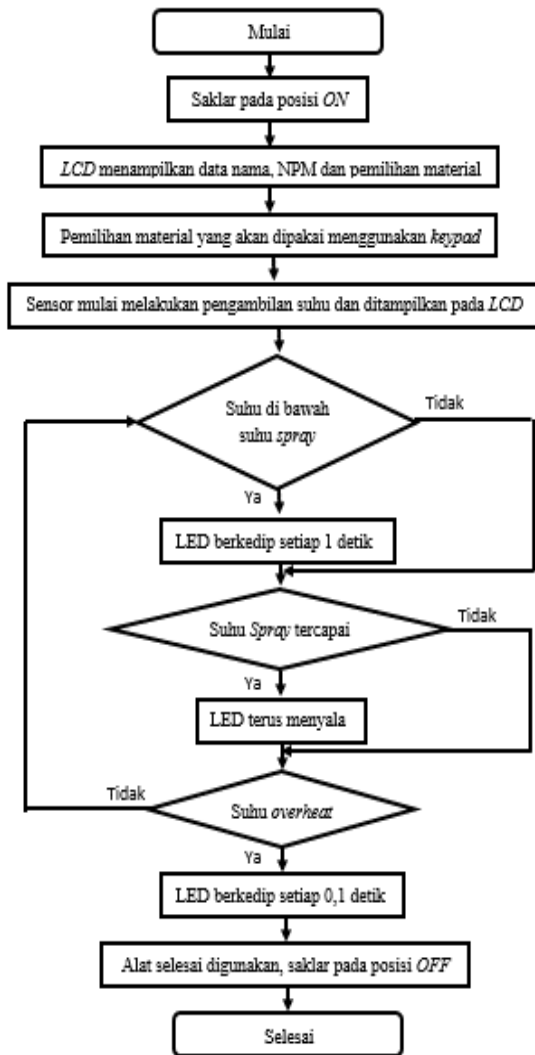 Mulai
Saklar pada posisi ON
LCD menampilkan data nama, NPM dan pemilihan material
Pemilihan material yang akan dipakai menggunakan keypad
Sensor mulai melakukan pengambilan suhu dan ditampilkan pada LCD
Suhu di bawah
suhu spray
Tidak
Ya
LED berkedip setiap 1 detik
Suhu Spray tercapai
Tidak
Ya
LED terus menyala
Tidak
Suhu overheat
Ya
LED berkedip setiap 0,1 detik
Alat selesai digunakan, saklar pada posisi OFF
Selesai